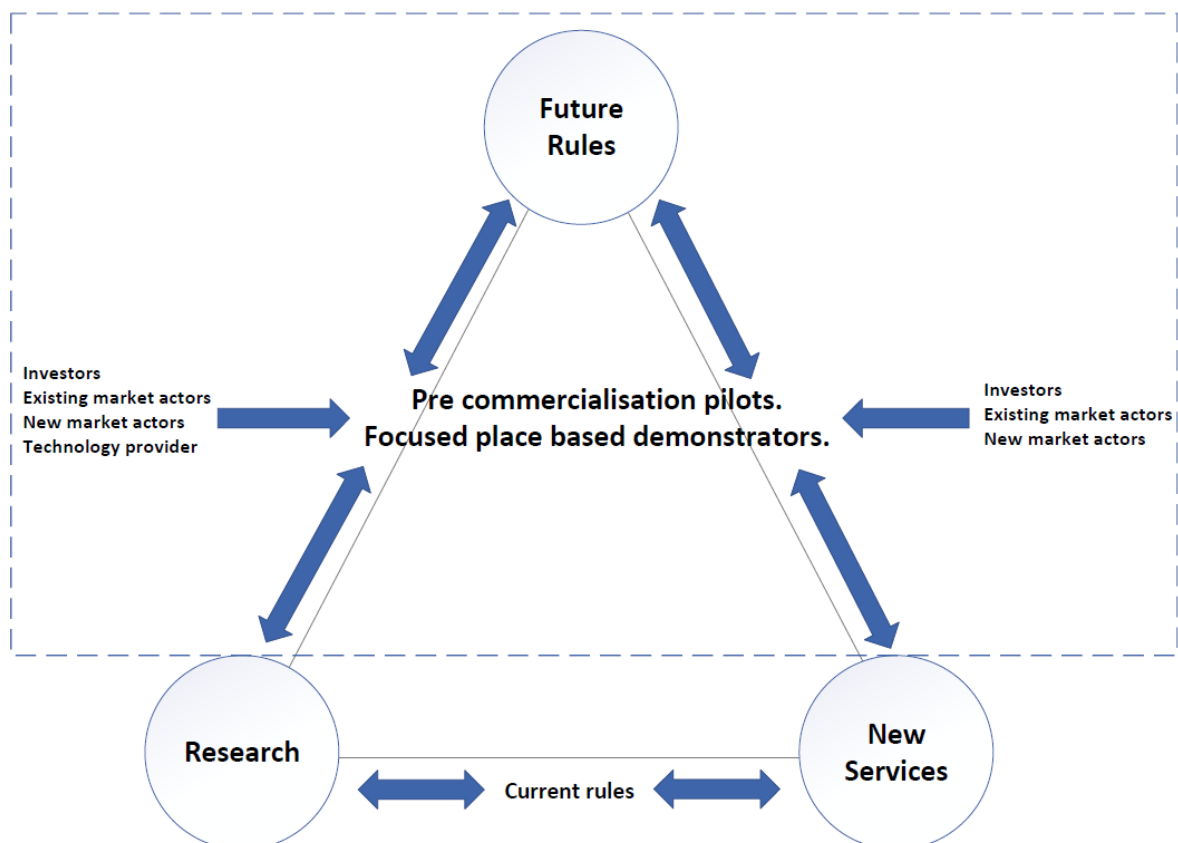 Future
Rules
Investors
Existing market actors
New market actors
Technology provider
Pre commercialisation pilots.
Focused place based demonstrators.
Investors
Existing market actors
New market actors
Research
New
Services
Current rules